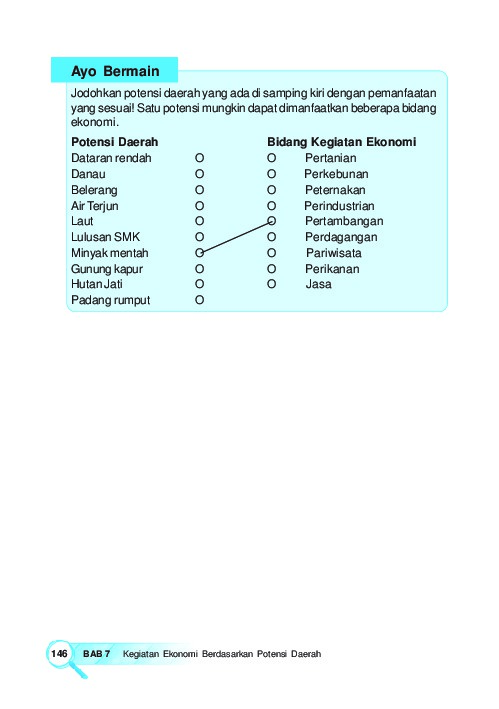 Ayo Bermain
Jodohkan potensi daerah yang ada di samping kiri dengan pemanfaatan
yang sesuai! Satu potensi mungkin dapat dimanfaatkan beberapa bidang
ekonomi.
Potensi Daerah Bidang Kegiatan Ekonomi
Dataran rendah O O Pertanian
Danau O O Perkebunan
Belerang O O Peternakan
Air Terjun O O Perindustrian
Laut O O Pertambangan
Lulusan SMK O O Perdagangan
Minyak mentah O O Pariwisata
Gunung kapur O O Perikanan
Hutan Jati O O Jasa
Padang rumput O
146 BAB 7 Kegiatan Ekonomi Berdasarkan Potensi Daerah